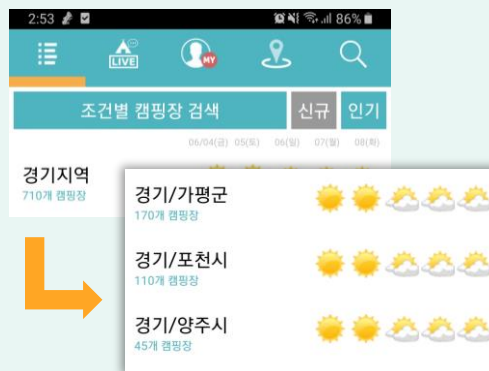 2:53 86%
LIVE MY
조건별 캠핑장 검색 신규 인기
06/04(금) 05(토) 06(일) 07(월) 08(화)
경기지역
710개 캠핑장
경기/가평군
170개 캠핑장
경기/포천시
110개 캠핑장
경기/양주시
45개 캠핑장